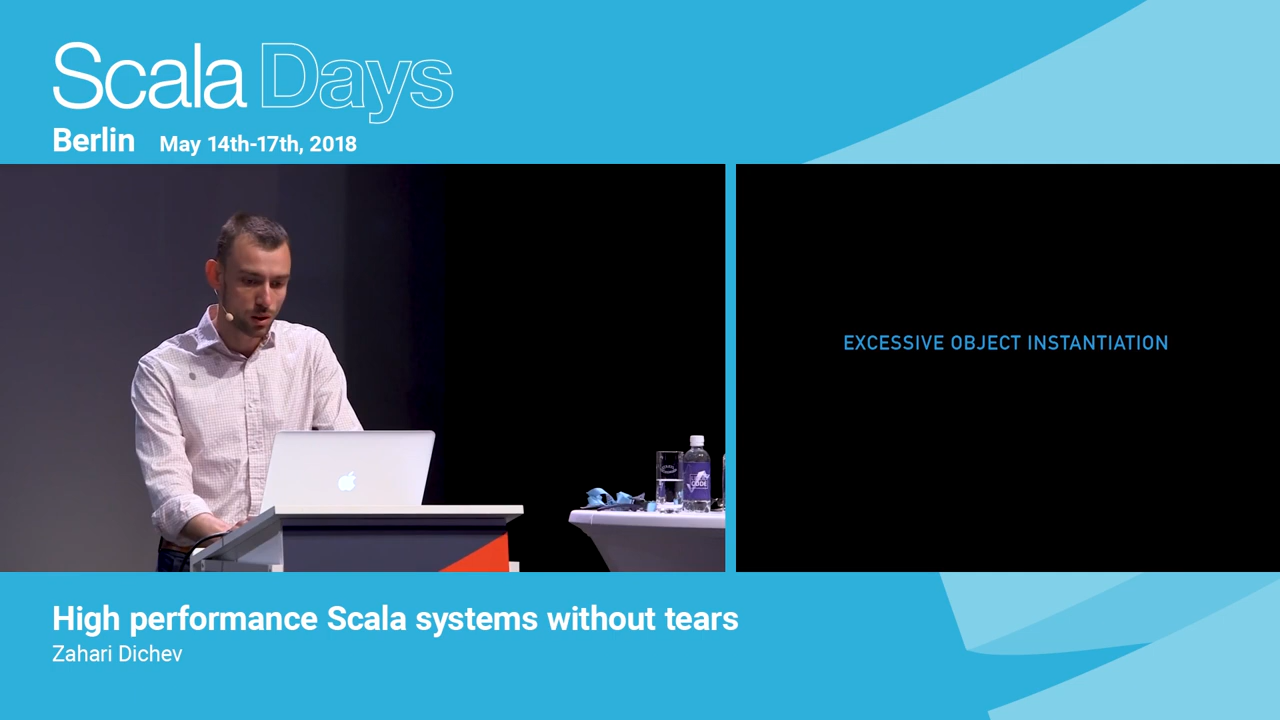 Scala Days
Berlin May 14th-17th, 2018
EXCESSIVE OBJECT INSTANTIATION
High performance Scala systems without tears
Zahari Dichev